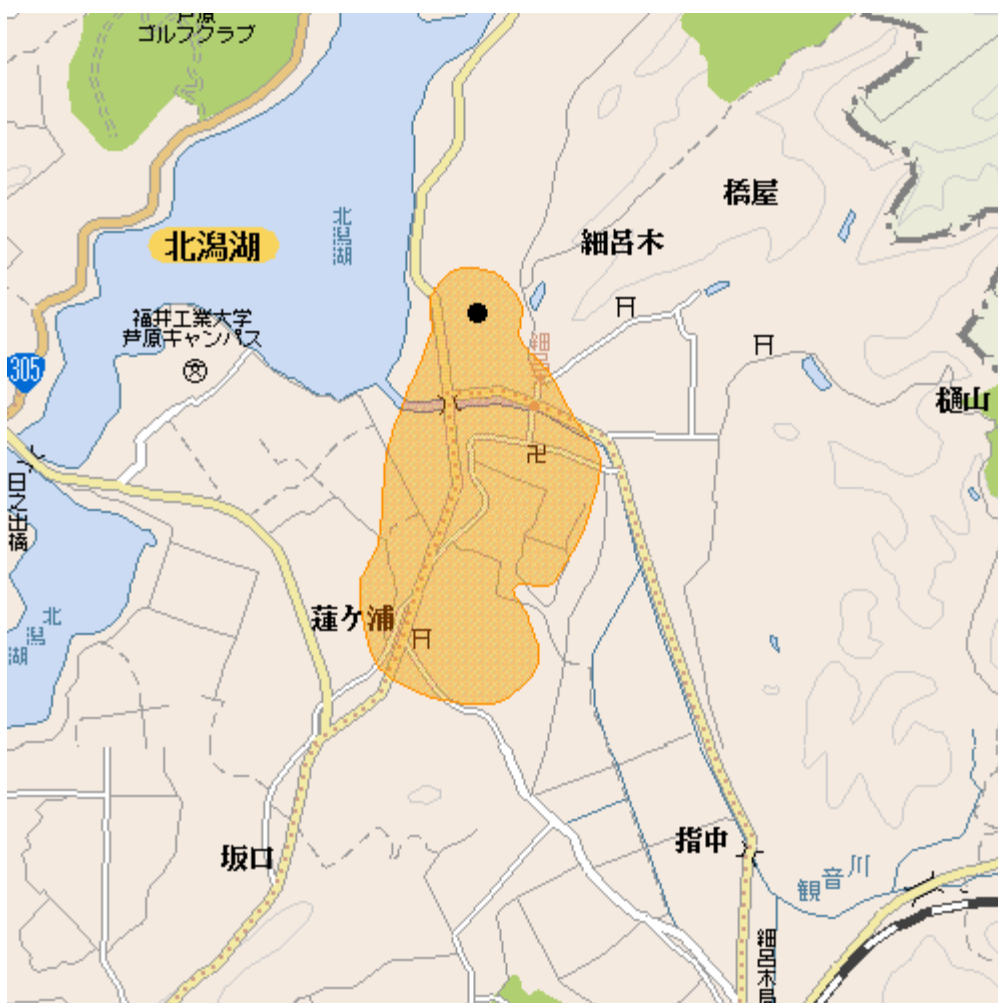 芦原
ゴルフクラブ
橋屋
北潟湖
細呂木
北潟湖
福井工業大学
芦原キャンパス
305
樋山
日之出橋
北潟湖
蓮ケ浦
指中
坂口
観音川
細呂木局